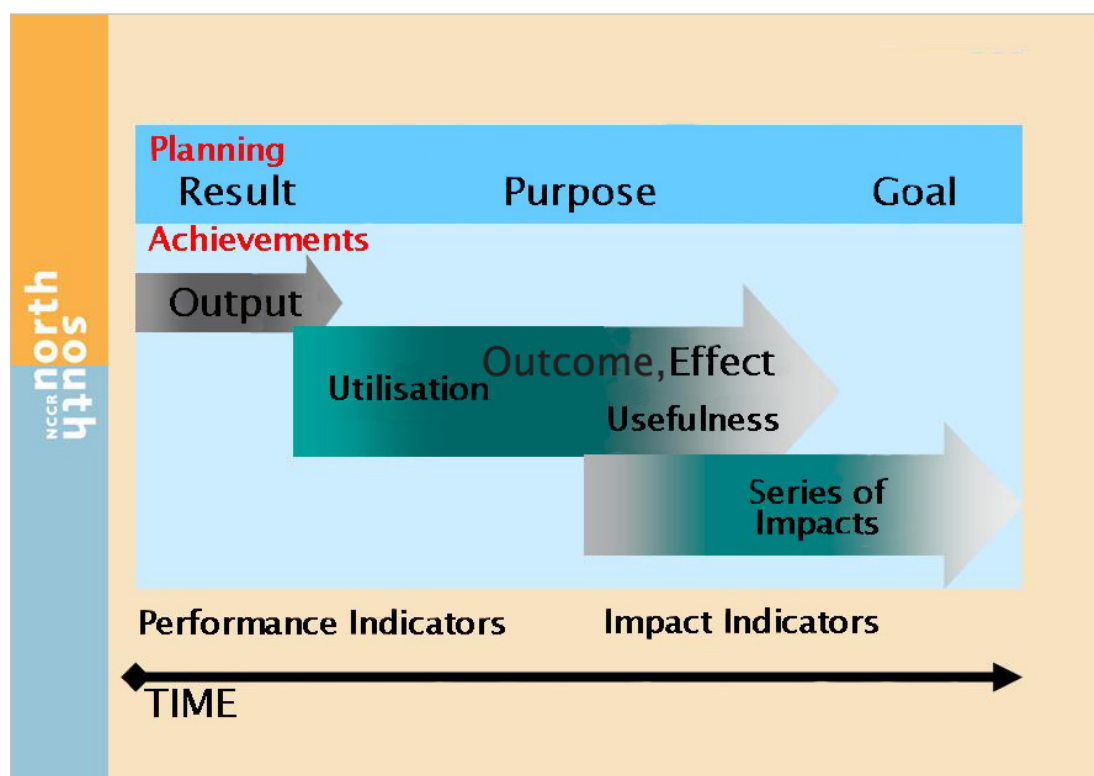 NCCR north
south
Planning
Result Purpose Goal
Achievements
Output
Outcome, Effect
Utilisation
Usefulness
Series of
Impacts
Performance Indicators Impact Indicators
TIME